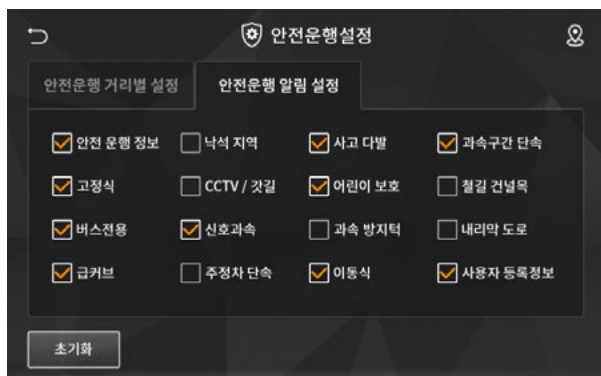 안전운행설정
안전운행 거리별 설정 안전운행 알림 설정
안전 운행 정보 낙석 지역 사고 다발 과속구간 단속
고정식 CCTV / 갓길 어린이 보호 철길 건널목
버스전용 신호과속 과속 방지턱 내리막 도로
급커브 주정차 단속 이동식 사용자 등록정보
초기화